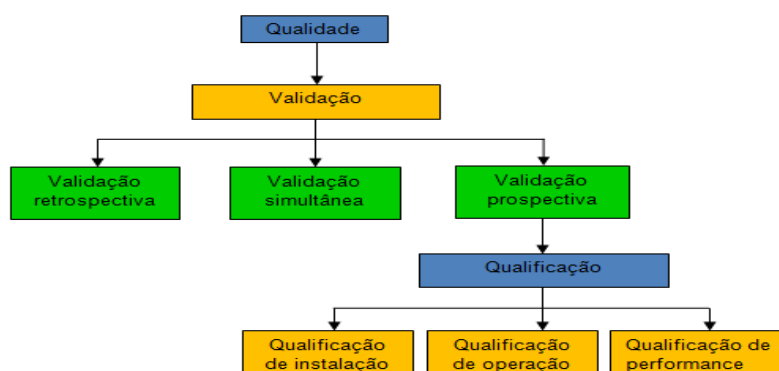 Qualidade
Validação
Validação
retrospectiva
Validação
simultânea
Validação
prospectiva
Qualificação
Qualificação
de instalação
Qualificação
de operação
Qualificação de
performance